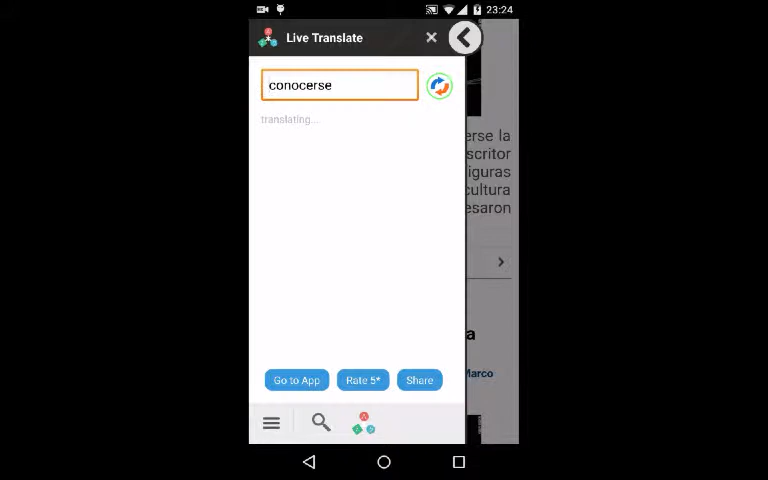 23:24
Live Translate
conocerse
translating...
erse la
scritor
iguras
cultura
esaron
a
Marco
Go to App
Rate 5*
Share